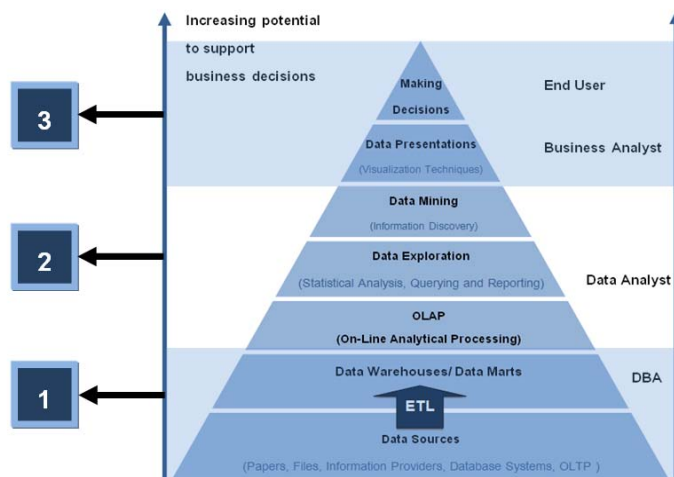 Increasing potential
to support
business decisions
Making
Decisions
End User
3
Data Presentations
(Visualization Techniques)
Business Analyst
Data Mining
(Information Discovery)
2
Data Exploration
(Statistical Analysis, Querying and Reporting)
Data Analyst
OLAP
(On-Line Analytical Processing)
1
Data Warehouses/ Data Marts
DBA
ETL
Data Sources
(Papers, Files, Information Providers, Database Systems, OLTP )